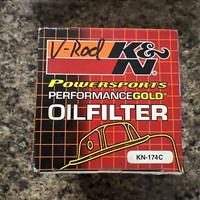 V-Rod K&N
POWERSPORTS
PERFORMANCEGOLD®
OILFILTER
KN-174C